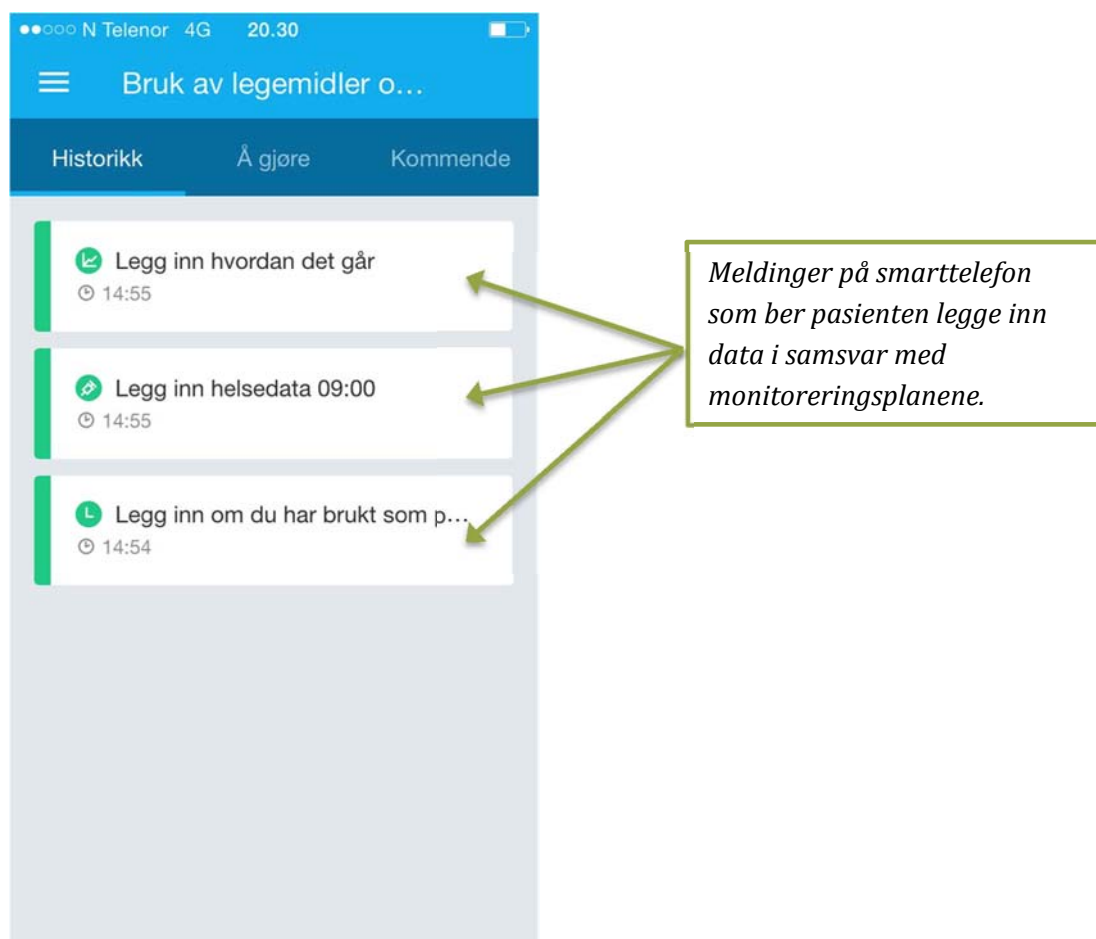 N Telenor 4G 20.30
Bruk av legemidler o...
Historikk Å gjøre Kommende
Legg inn hvordan det går
14:55
Legg inn helsedata 09:00
14:55
Legg inn om du har brukt som p...
14:54
Meldinger på smarttelefon
som ber pasienten legge inn
data i samsvar med
monitoreringsplanene.